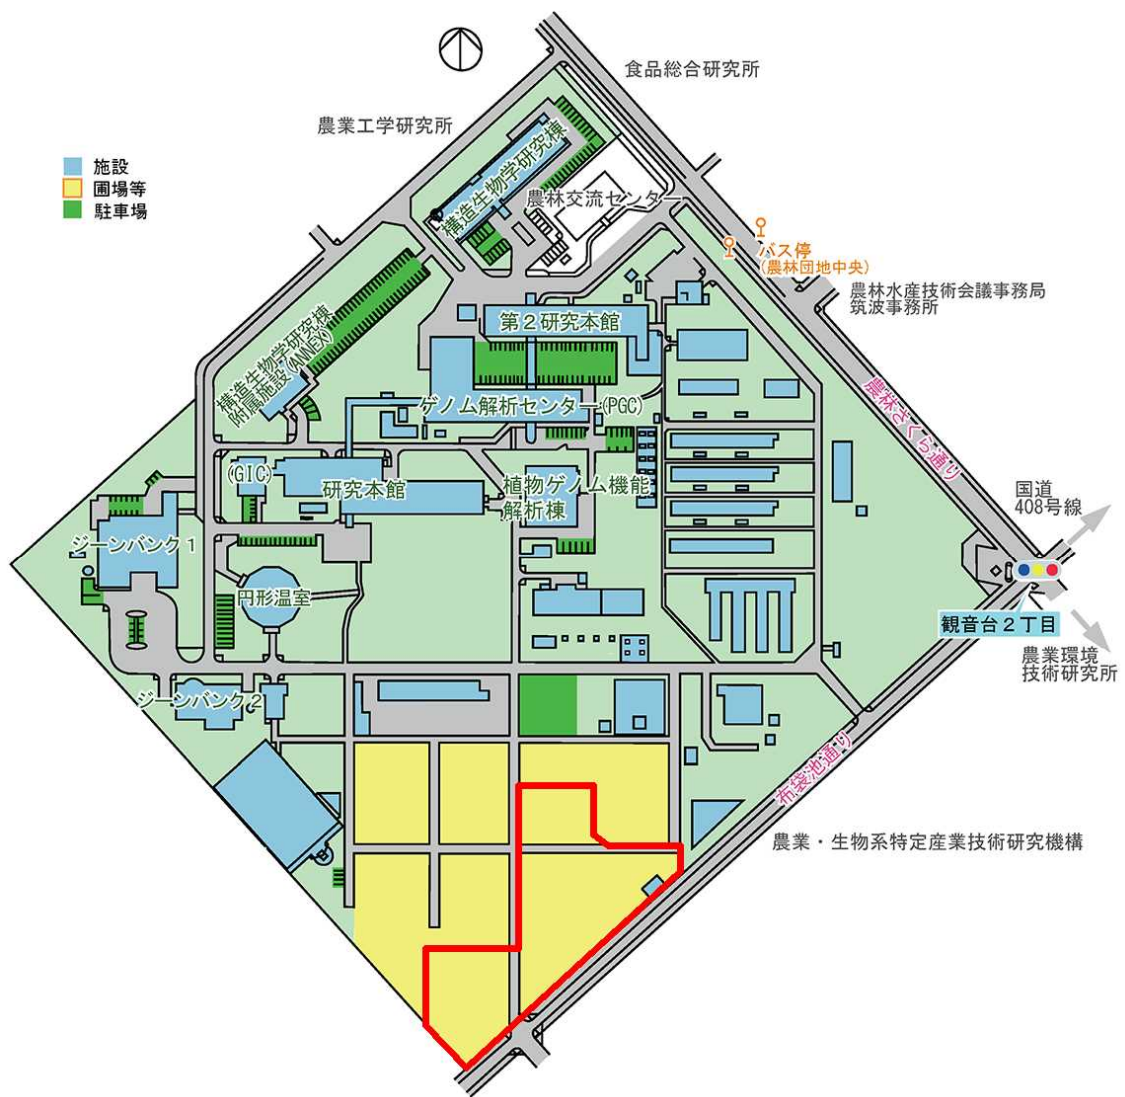 食品総合研究所
農業工学研究所
施設
圃場等
駐車場
構造生物学研究棟
農林交流センター
バス停
(農林団地中央)
農林水産技術会議事務局
筑波事務所
第2研究本館
構造生物学研究棟
附属施設(ANNEX)
農林さくら通り
ゲノム解析センター(PGC)
(GIC)
研究本館
植物ゲノム機能
解析棟
国道
408号線
ジーンバンク1
円形温室
観音台2丁目
農業環境
技術研究所
ジーンバンク2
布袋池通り
農業・生物系特定産業技術研究機構